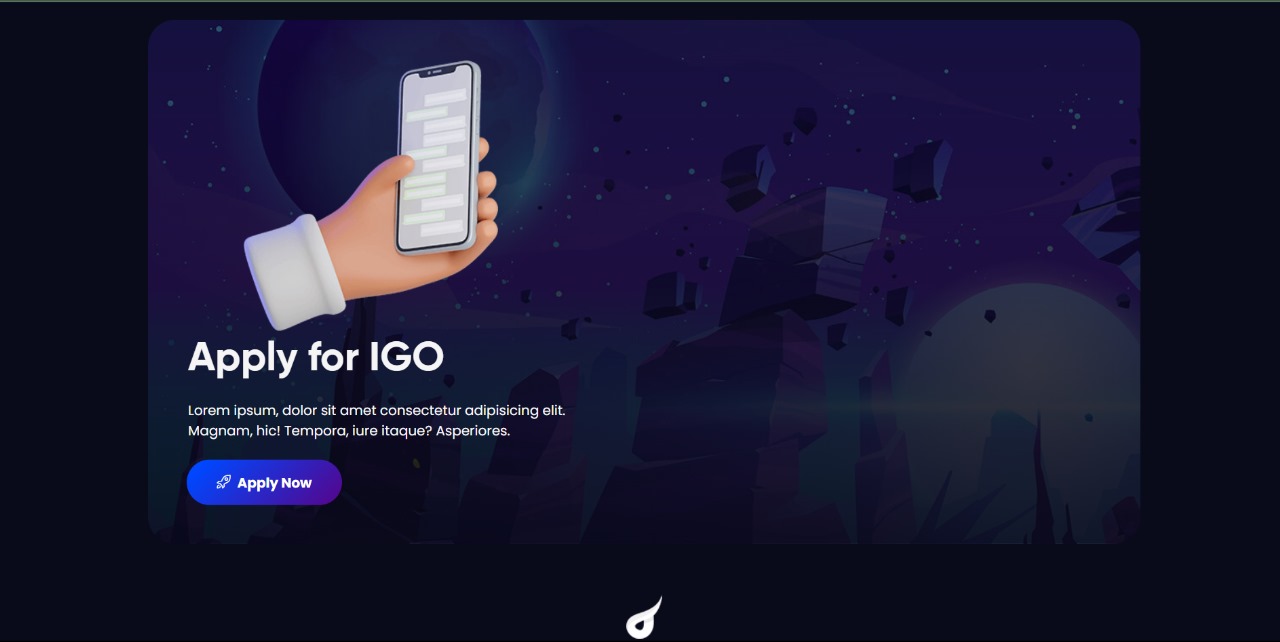 Apply for IGO
Lorem ipsum, dolor sit amet consectetur adipisicing elit.
Magnam, hic! Tempora, iure itaque? Asperiores.
Apply Now